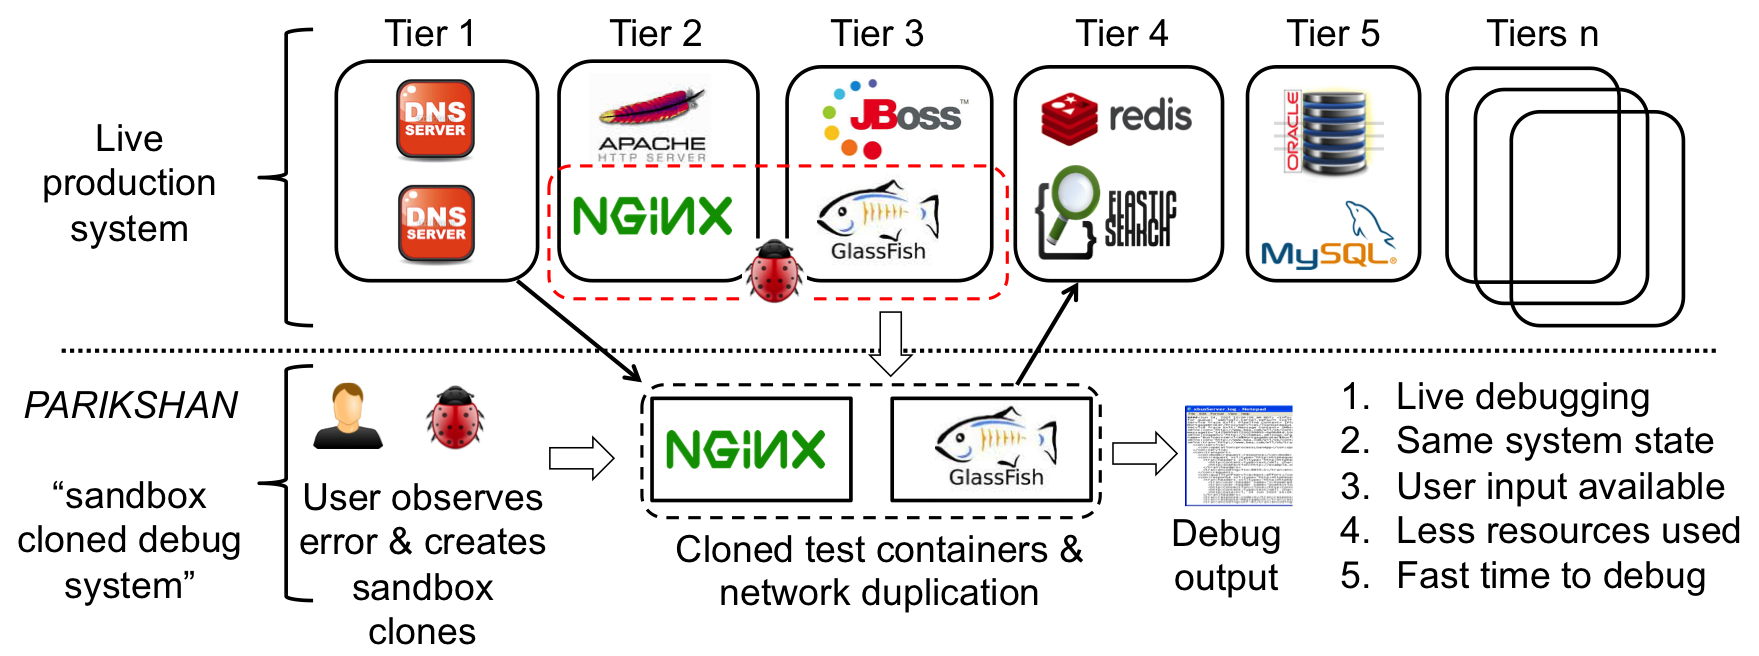 Tier 1
Tier 2
Tier 3
Tier 4
Tier 5
Tiers n
Live
production
system
DNS
SERVER
DNS
SERVER
APACHE
HTTP SERVER
NGiNX
JBoss™
GlassFish
redis
ELASTIC
SEARCH
ORACLE
MySQL®
PARIKSHAN
“sandbox
cloned debug
system”
User observes
error & creates
sandbox
clones
NGiNX
GlassFish
Cloned test containers &
network duplication
Debug
output
1. Live debugging
2. Same system state
3. User input available
4. Less resources used
5. Fast time to debug